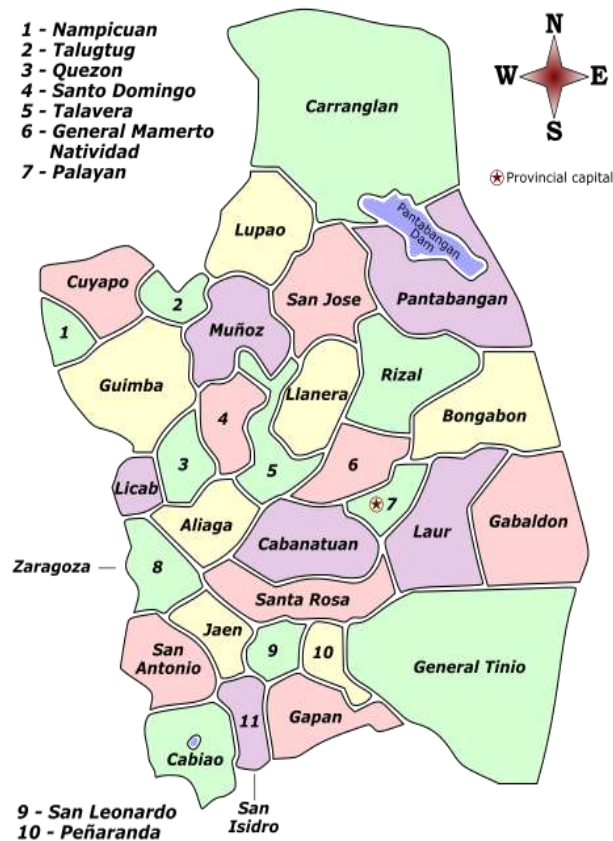 1 - Nampicuan
2 - Talugtug
3 - Quezon
4 - Santo Domingo
5 - Talavera
6 - General Mamerto
Natividad
7 - Palayan
N
W
E
S
Provincial capital
Carranglan
Pantabangan
Dam
Lupao
Cuyapo
2
San Jose
Pantabangan
1
Muñoz
Guimba
Rizal
Llanera
4
Bongabon
3
5
6
Licab
7
Aliaga
Gabaldon
Cabanatuan
Laur
Zaragoza
8
Santa Rosa
Jaen
San
Antonio
9
10
General Tinio
11
Gapan
Cabiao
9 - San Leonardo
10 - Peñaranda
San
Isidro